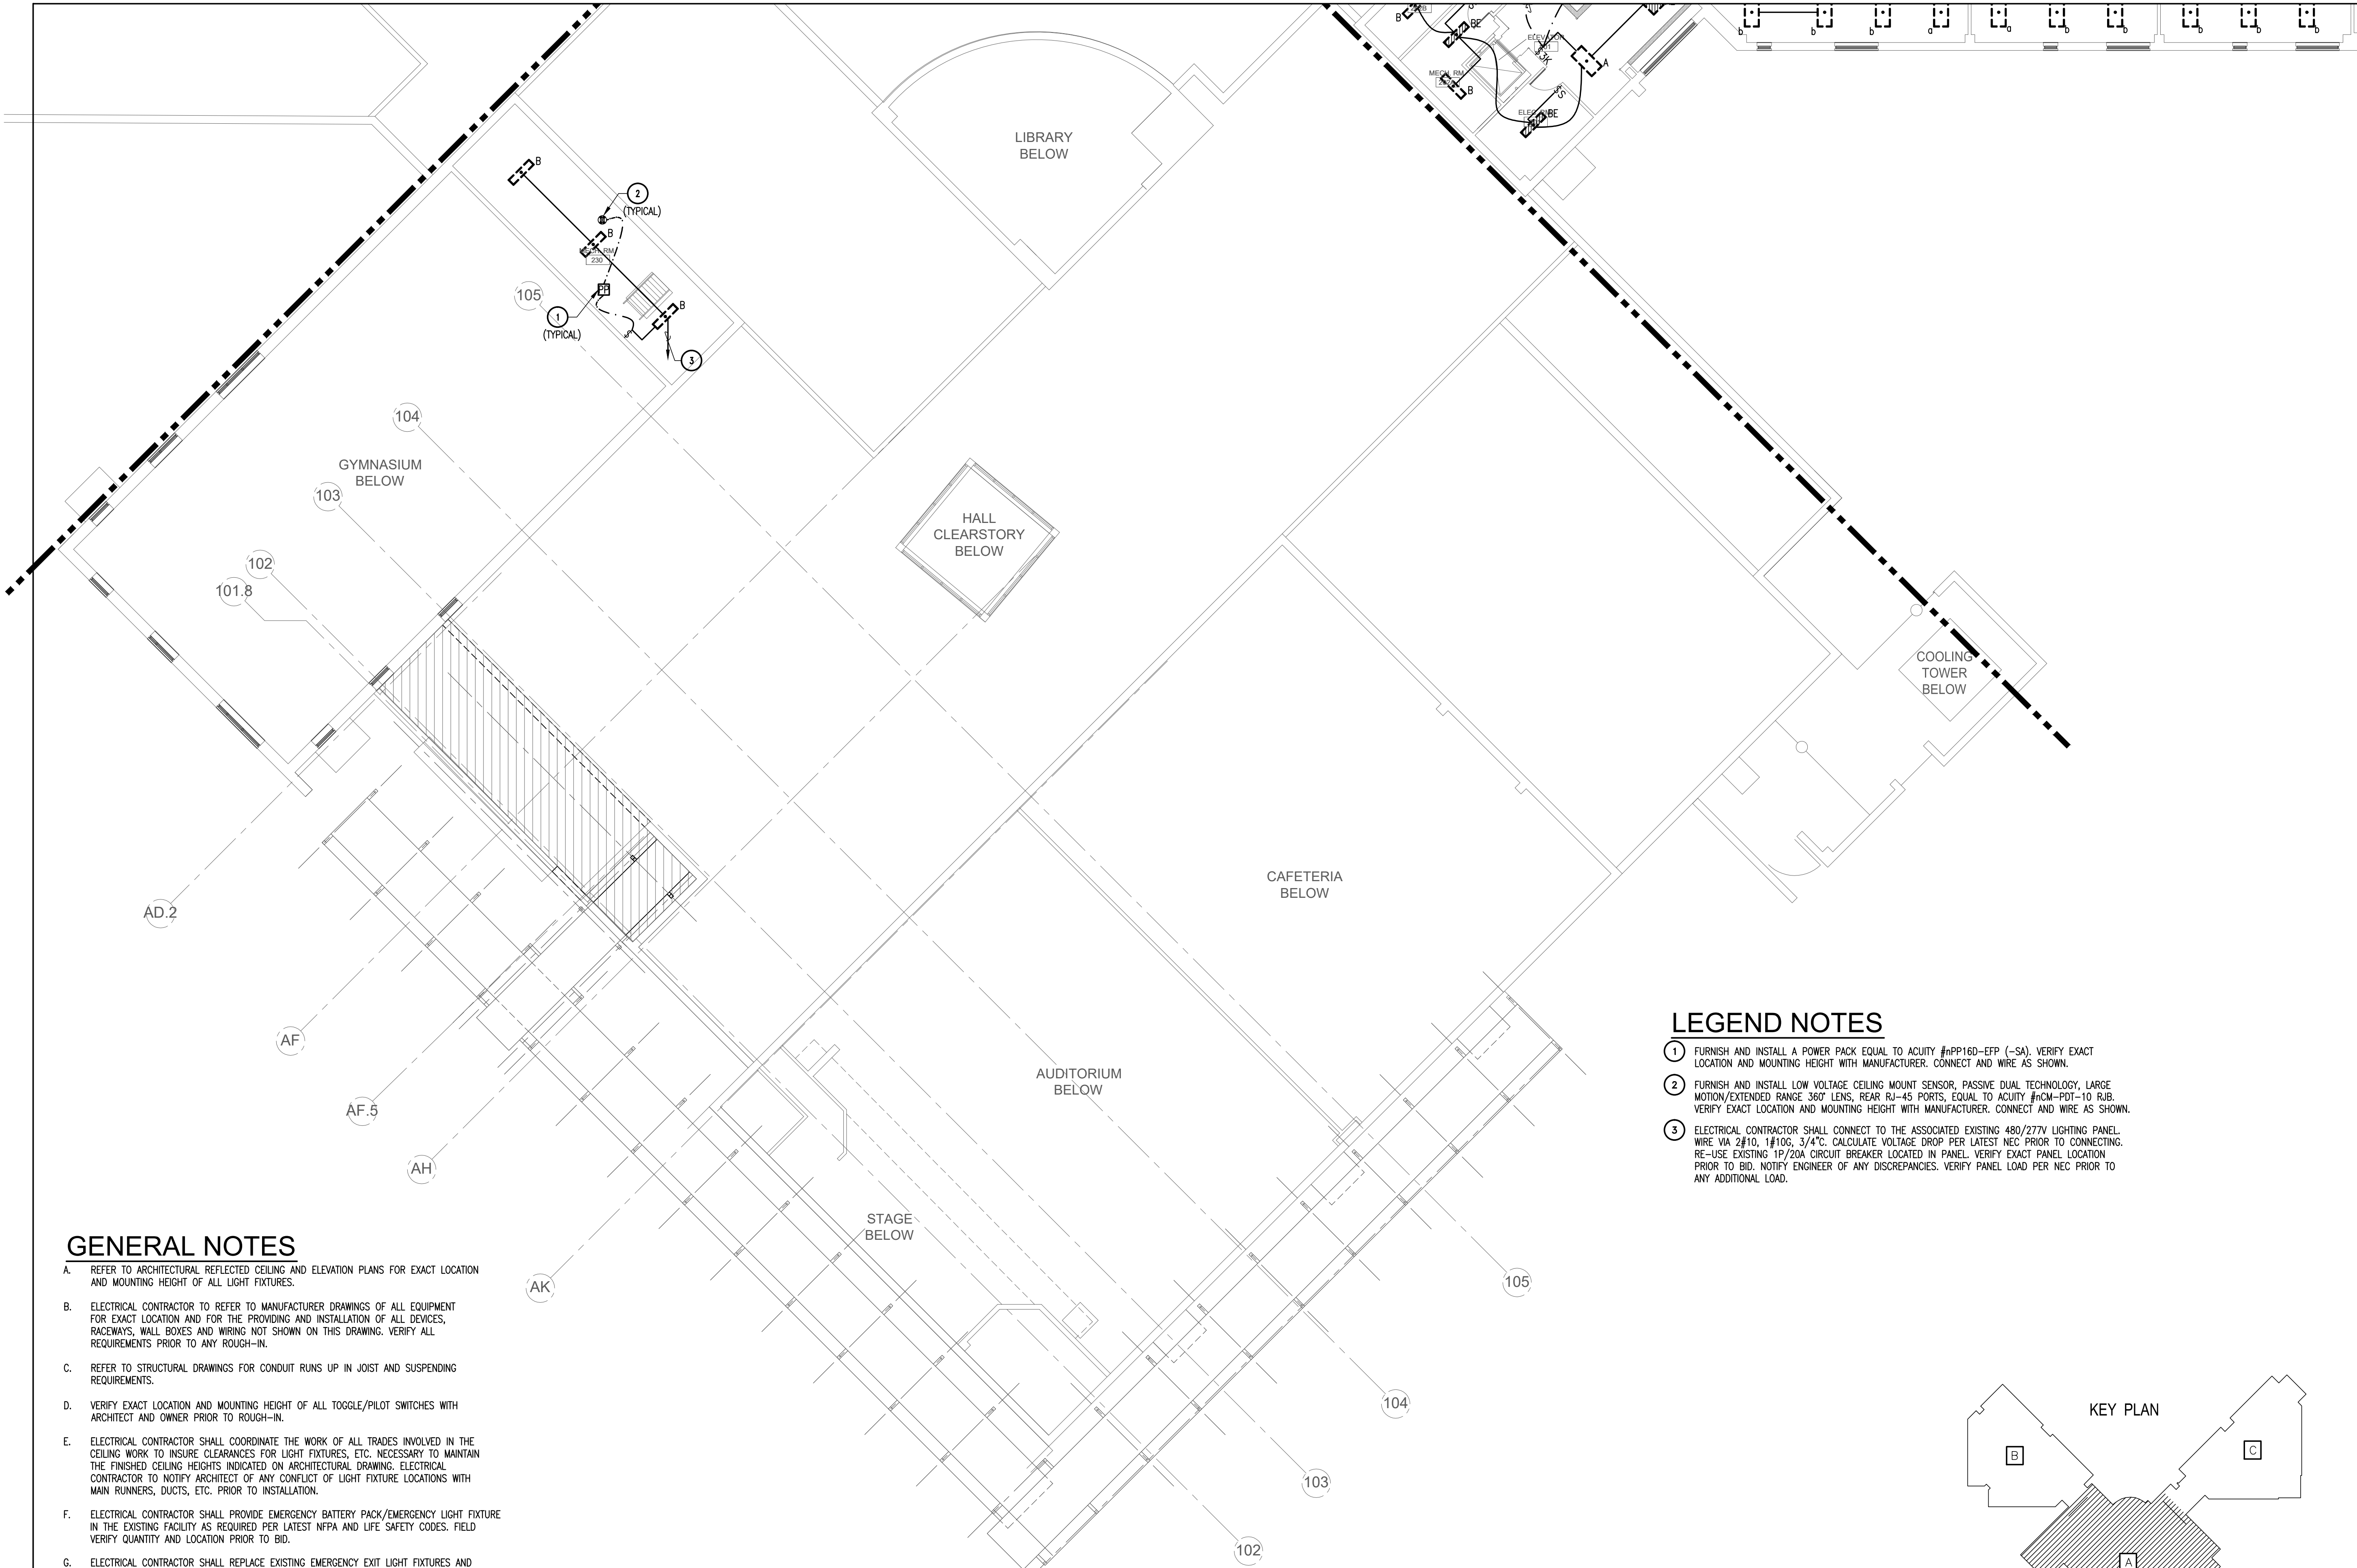 B
BE
ELEVATOR
A
MECH. RM
B
BE
b
b
b
a
a
b
b
b
b
b
LIBRARY
BELOW
B
2
(TYPICAL)
B
MECH. RM
230
PP
1
(TYPICAL)
B
S
3
105
104
103
102
101.8
GYMNASIUM
BELOW
HALL
CLEARSTORY
BELOW
COOLING
TOWER
BELOW
CAFETERIA
BELOW
AUDITORIUM
BELOW
STAGE
BELOW
AD.2
AF
AF.5
AH
AK
105
104
103
102
LEGEND NOTES
1 FURNISH AND INSTALL A POWER PACK EQUAL TO ACUITY #nPP16D-EFP (-SA). VERIFY EXACT
LOCATION AND MOUNTING HEIGHT WITH MANUFACTURER. CONNECT AND WIRE AS SHOWN.
2 FURNISH AND INSTALL LOW VOLTAGE CEILING MOUNT SENSOR, PASSIVE DUAL TECHNOLOGY, LARGE
MOTION/EXTENDED RANGE 360° LENS, REAR RJ-45 PORTS, EQUAL TO ACUITY #nCM-PDT-10 RJB.
VERIFY EXACT LOCATION AND MOUNTING HEIGHT WITH MANUFACTURER. CONNECT AND WIRE AS SHOWN.
3 ELECTRICAL CONTRACTOR SHALL CONNECT TO THE ASSOCIATED EXISTING 480/277V LIGHTING PANEL.
WIRE VIA 2#10, 1#10G, 3/4"C. CALCULATE VOLTAGE DROP PER LATEST NEC PRIOR TO CONNECTING.
RE-USE EXISTING 1P/20A CIRCUIT BREAKER LOCATED IN PANEL. VERIFY EXACT PANEL LOCATION
PRIOR TO BID. NOTIFY ENGINEER OF ANY DISCREPANCIES. VERIFY PANEL LOAD PER NEC PRIOR TO
ANY ADDITIONAL LOAD.
GENERAL NOTES
A. REFER TO ARCHITECTURAL REFLECTED CEILING AND ELEVATION PLANS FOR EXACT LOCATION
AND MOUNTING HEIGHT OF ALL LIGHT FIXTURES.
B. ELECTRICAL CONTRACTOR TO REFER TO MANUFACTURER DRAWINGS OF ALL EQUIPMENT
FOR EXACT LOCATION AND FOR THE PROVIDING AND INSTALLATION OF ALL DEVICES,
RACEWAYS, WALL BOXES AND WIRING NOT SHOWN ON THIS DRAWING. VERIFY ALL
REQUIREMENTS PRIOR TO ANY ROUGH-IN.
C. REFER TO STRUCTURAL DRAWINGS FOR CONDUIT RUNS UP IN JOIST AND SUSPENDING
REQUIREMENTS.
D. VERIFY EXACT LOCATION AND MOUNTING HEIGHT OF ALL TOGGLE/PILOT SWITCHES WITH
ARCHITECT AND OWNER PRIOR TO ROUGH-IN.
E. ELECTRICAL CONTRACTOR SHALL COORDINATE THE WORK OF ALL TRADES INVOLVED IN THE
CEILING WORK TO INSURE CLEARANCES FOR LIGHT FIXTURES, ETC. NECESSARY TO MAINTAIN
THE FINISHED CEILING HEIGHTS INDICATED ON ARCHITECTURAL DRAWING. ELECTRICAL
CONTRACTOR TO NOTIFY ARCHITECT OF ANY CONFLICT OF LIGHT FIXTURE LOCATIONS WITH
MAIN RUNNERS, DUCTS, ETC. PRIOR TO INSTALLATION.
F. ELECTRICAL CONTRACTOR SHALL PROVIDE EMERGENCY BATTERY PACK/EMERGENCY LIGHT FIXTURE
IN THE EXISTING FACILITY AS REQUIRED PER LATEST NFPA AND LIFE SAFETY CODES. FIELD
VERIFY QUANTITY AND LOCATION PRIOR TO BID.
G. ELECTRICAL CONTRACTOR SHALL REPLACE EXISTING EMERGENCY EXIT LIGHT FIXTURES AND
KEY PLAN
B
C
A